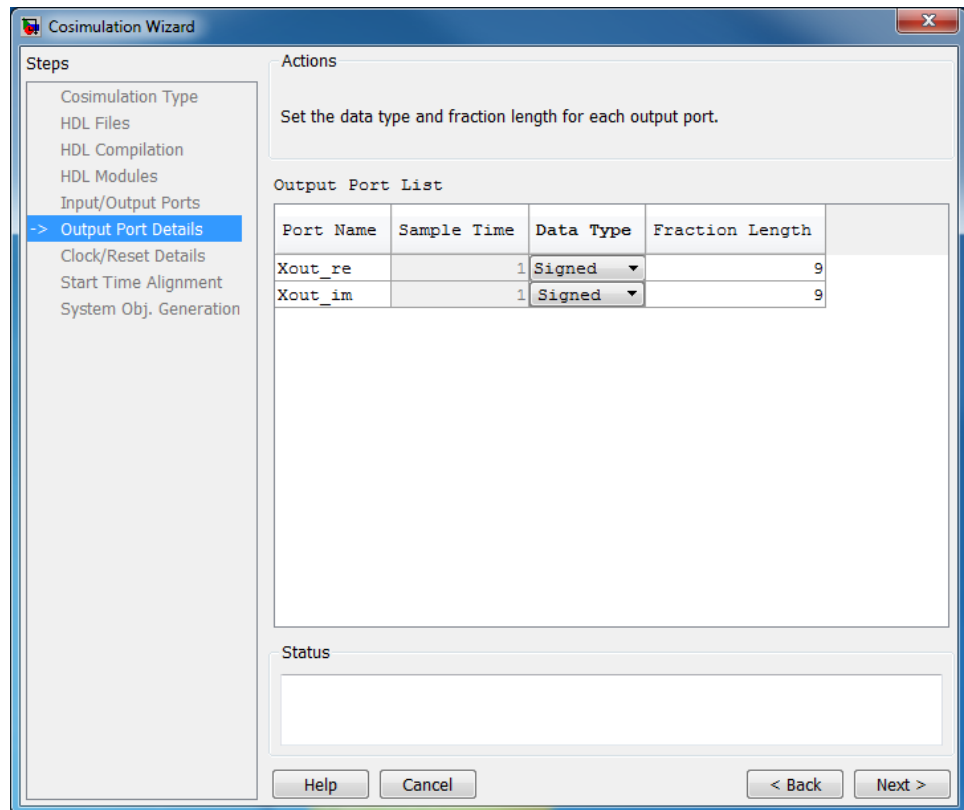 Cosimulation Wizard
Steps
Cosimulation Type
HDL Files
HDL Compilation
HDL Modules
Input/Output Ports
-> Output Port Details
Clock/Reset Details
Start Time Alignment
System Obj. Generation
Actions
Set the data type and fraction length for each output port.
Output Port List
Port Name Sample Time Data Type Fraction Length
Xout_re 1 Signed 9
Xout_im 1 Signed 9
Status
Help Cancel < Back Next >